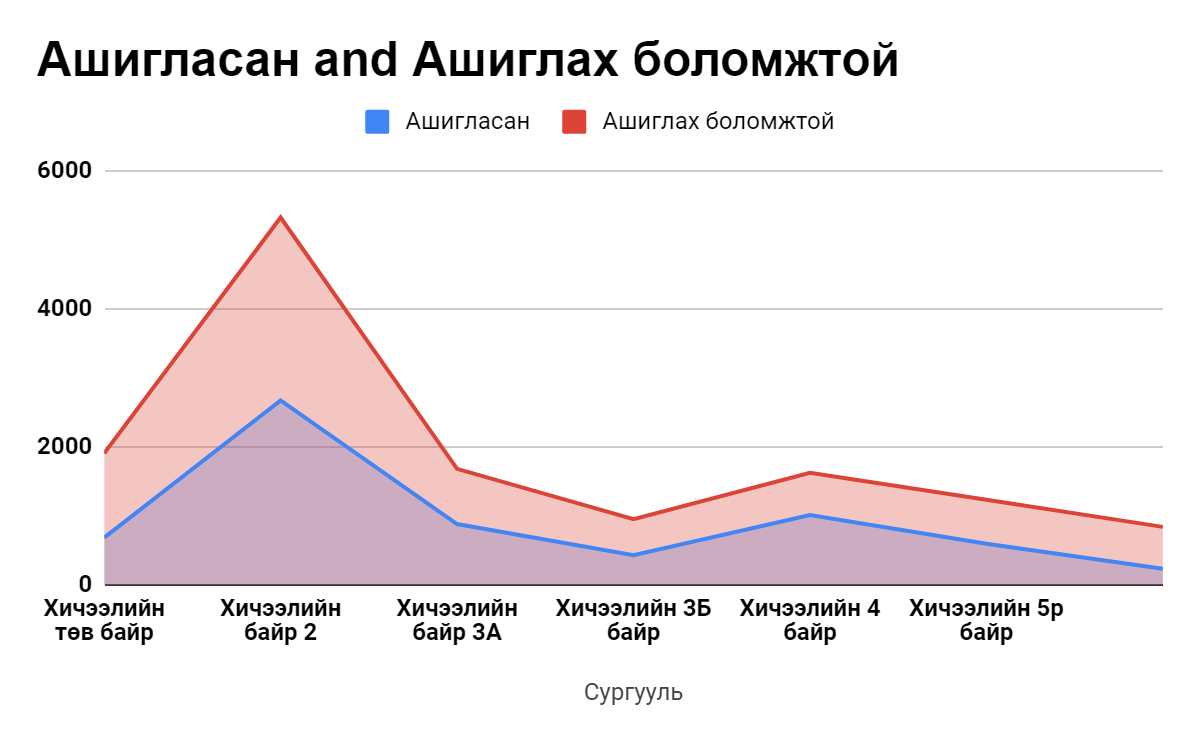 Ашигласан and Ашиглах боломжтой
Ашигласан Ашиглах боломжтой
6000
4000
2000
0
Хичээлийн төв байр
Хичээлийн байр 2
Хичээлийн байр 3А
Хичээлийн 3Б байр
Хичээлийн 4 байр
Хичээлийн 5р байр
Сургууль